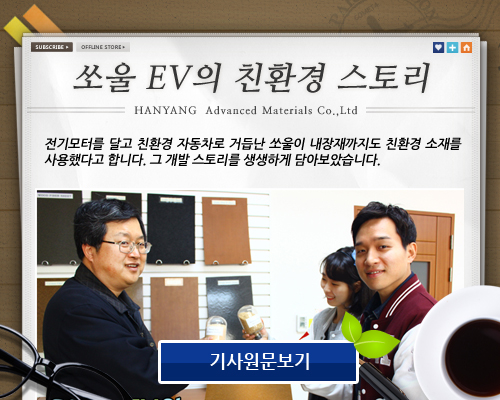 SUBSCRIBE +
OFFLINE STORE +
쏘울 EV의 친환경 스토리
HANYANG Advanced Materials Co.,Ltd
전기모터를 달고 친환경 자동차로 거듭난 쏘울이 내장재까지도 친환경 소재를
사용했다고 합니다. 그 개발 스토리를 생생하게 담아보았습니다.
기사원문보기